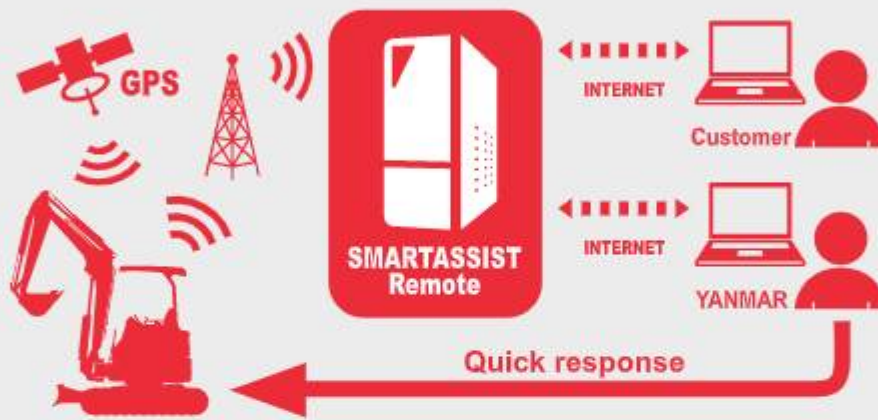 GPS
SMARTASSIST
Remote
INTERNET
Customer
INTERNET
YANMAR
Quick response